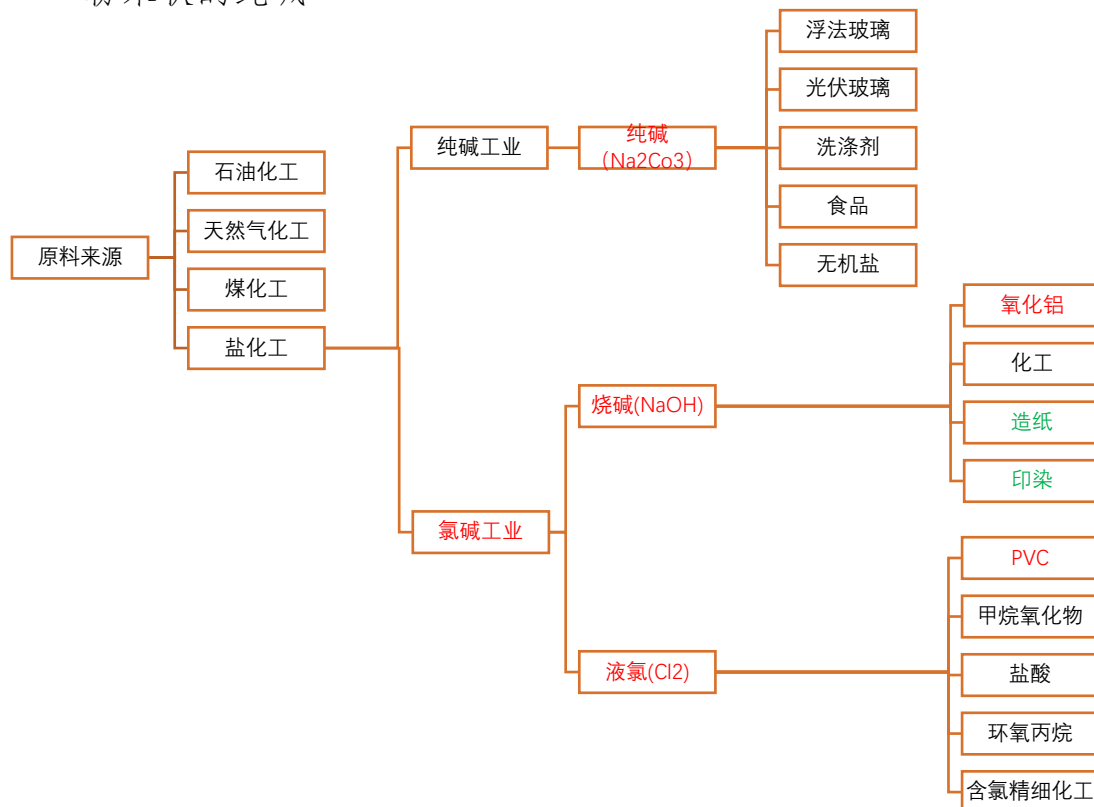 浮法玻璃
光伏玻璃
纯碱工业
纯碱
(Na2Co3)
洗涤剂
石油化工
食品
天然气化工
原料来源
无机盐
煤化工
氧化铝
盐化工
化工
烧碱(NaOH)
造纸
印染
氯碱工业
PVC
甲烷氧化物
液氯(Cl2)
盐酸
环氧丙烷
含氯精细化工